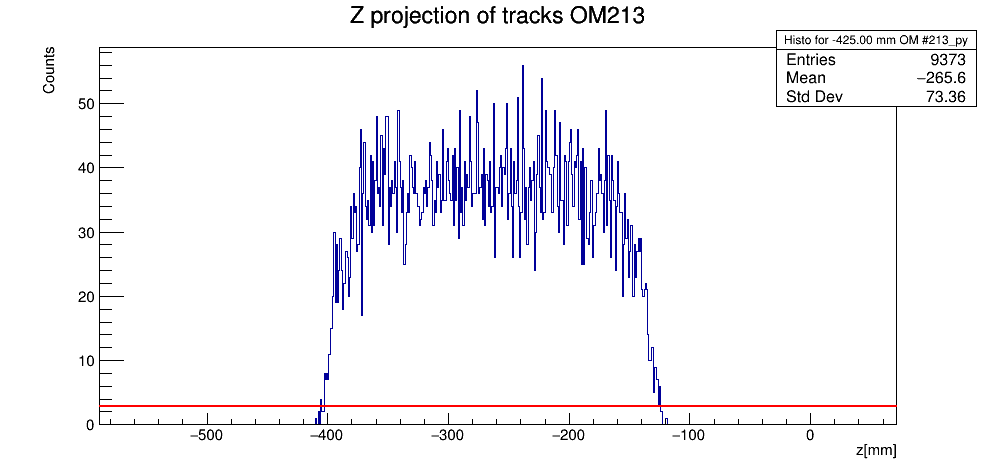 Z projection of tracks OM213
Histo for -425.00 mm OM #213_py
Entries 9373
Mean −265.6
Std Dev 73.36
Counts
50
40
30
20
10
0
−500 −400 −300 −200 −100 0
z[mm]